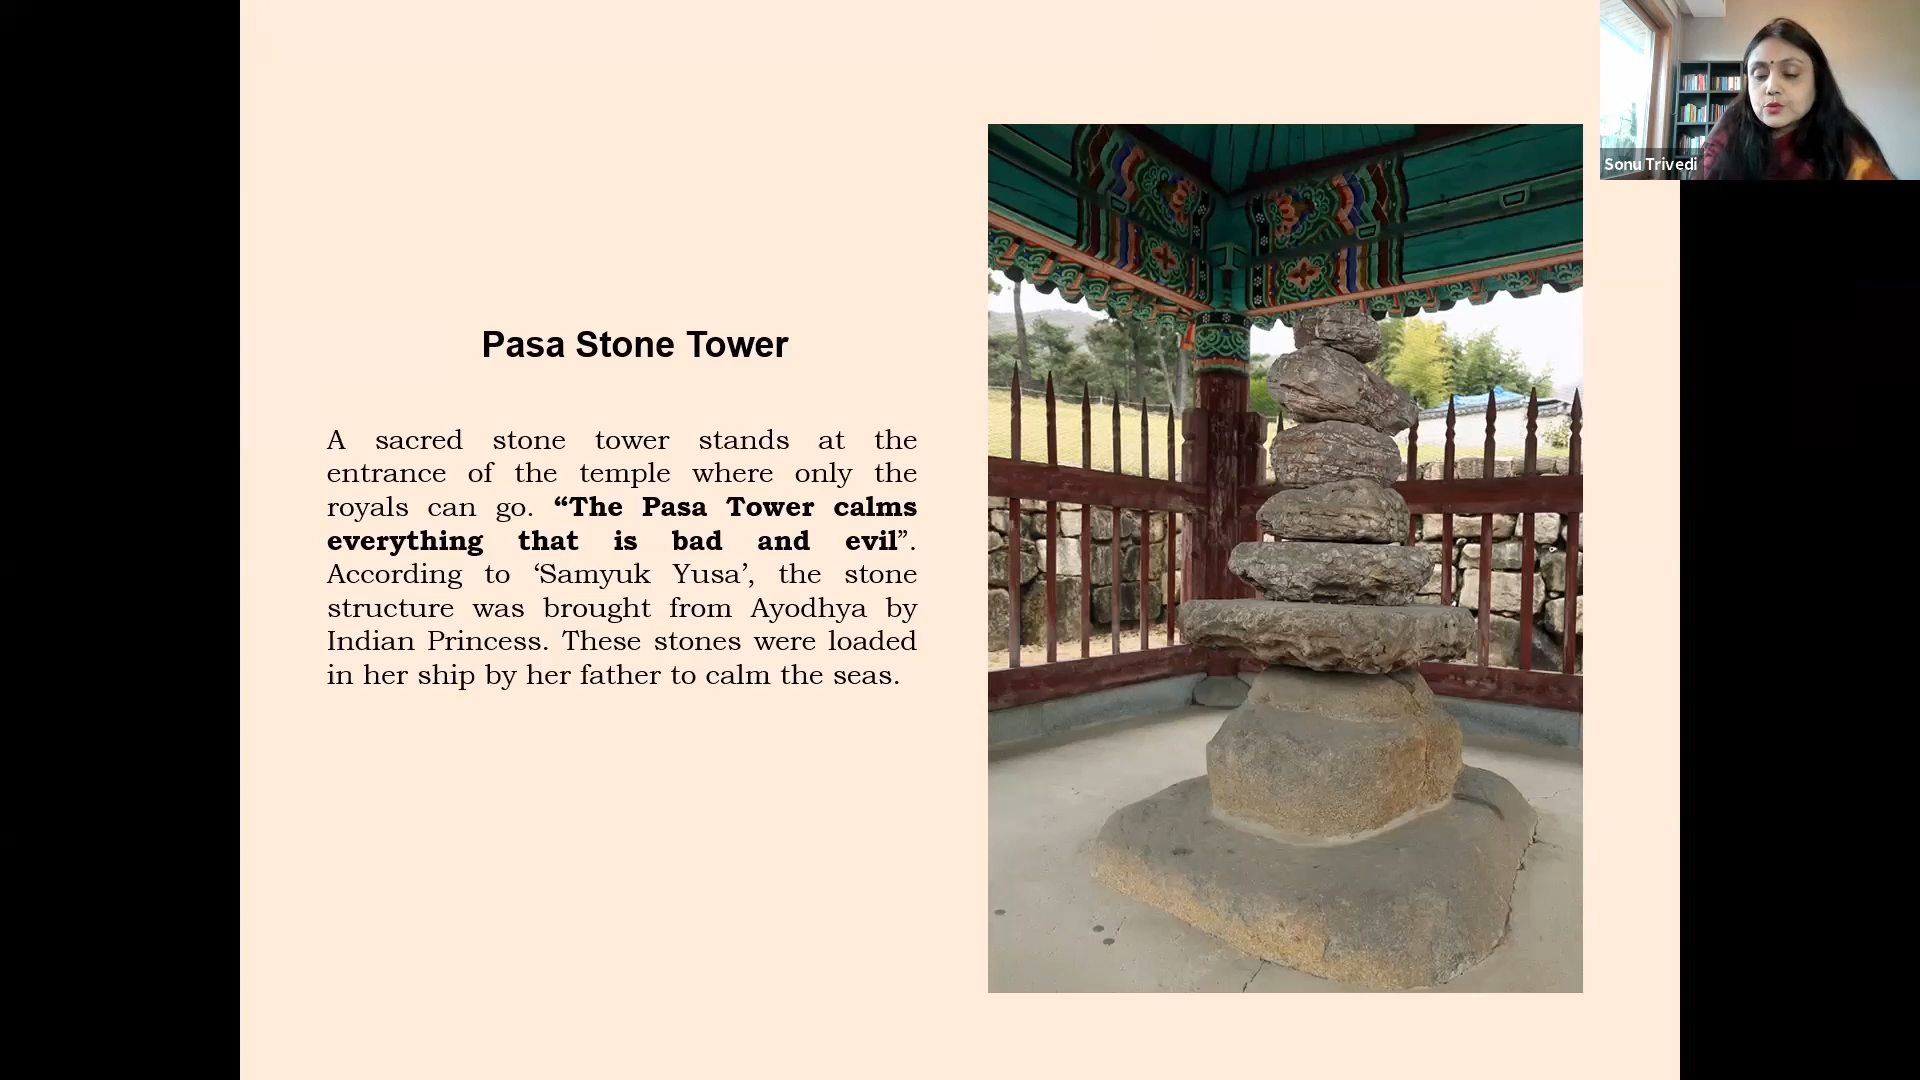 Pasa Stone Tower
A sacred stone tower stands at the
entrance of the temple where only the
royals can go. “The Pasa Tower calms
everything that is bad and evil”.
According to ‘Samyuk Yusa’, the stone
structure was brought from Ayodhya by
Indian Princess. These stones were loaded
in her ship by her father to calm the seas.
Sonu Trivedi